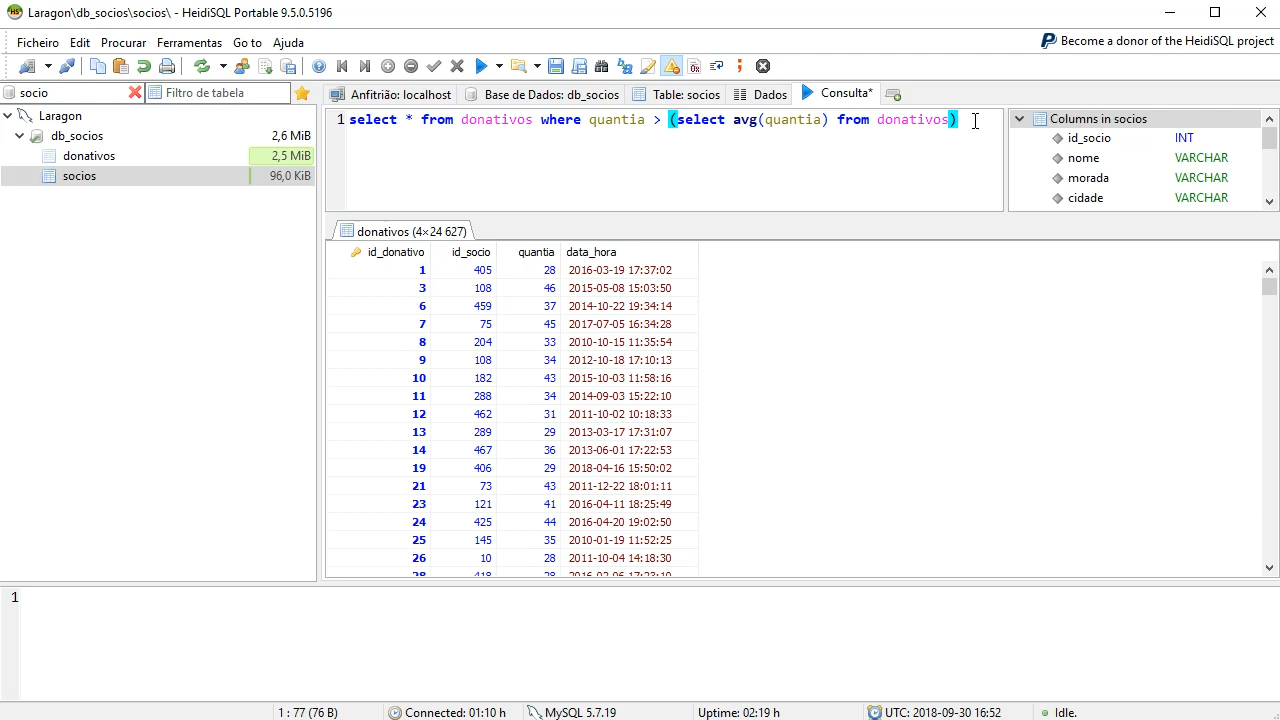 Laragon\db_socios\socios\ - HeidiSQL Portable 9.5.0.5196
Ficheiro Edit Procurar Ferramentas Go to Ajuda
Become a donor of the HeidiSQL project
socio
Filtro de tabela
Anfitrião: localhost
Base de Dados: db_socios
Table: socios
Dados
Consulta*
Laragon
db_socios 2,6 MiB
donativos 2,5 MiB
socios 96,0 KiB
1 select * from donativos where quantia > (select avg(quantia) from donativos)
Columns in socios
id_socio INT
nome VARCHAR
morada VARCHAR
cidade VARCHAR
donativos (4×24 627)
id_donativo id_socio quantia data_hora
1 405 28 2016-03-19 17:37:02
3 108 46 2015-05-08 15:03:50
6 459 37 2014-10-22 19:34:14
7 75 45 2017-07-05 16:34:28
8 204 33 2010-10-15 11:35:54
9 108 34 2012-10-18 17:10:13
10 182 43 2015-10-03 11:58:16
11 288 34 2014-09-03 15:22:10
12 462 31 2011-10-02 10:18:33
13 289 29 2013-03-17 17:31:07
14 467 36 2013-06-01 17:22:53
19 406 29 2018-04-16 15:50:02
21 73 43 2011-12-22 18:01:11
23 121 41 2016-04-11 18:25:49
24 425 44 2016-04-20 19:02:50
25 145 35 2010-01-19 11:52:25
26 10 28 2011-10-04 14:18:30
1
1 : 77 (76 B)
Connected: 01:10 h
MySQL 5.7.19
Uptime: 02:19 h
UTC: 2018-09-30 16:52
Idle.